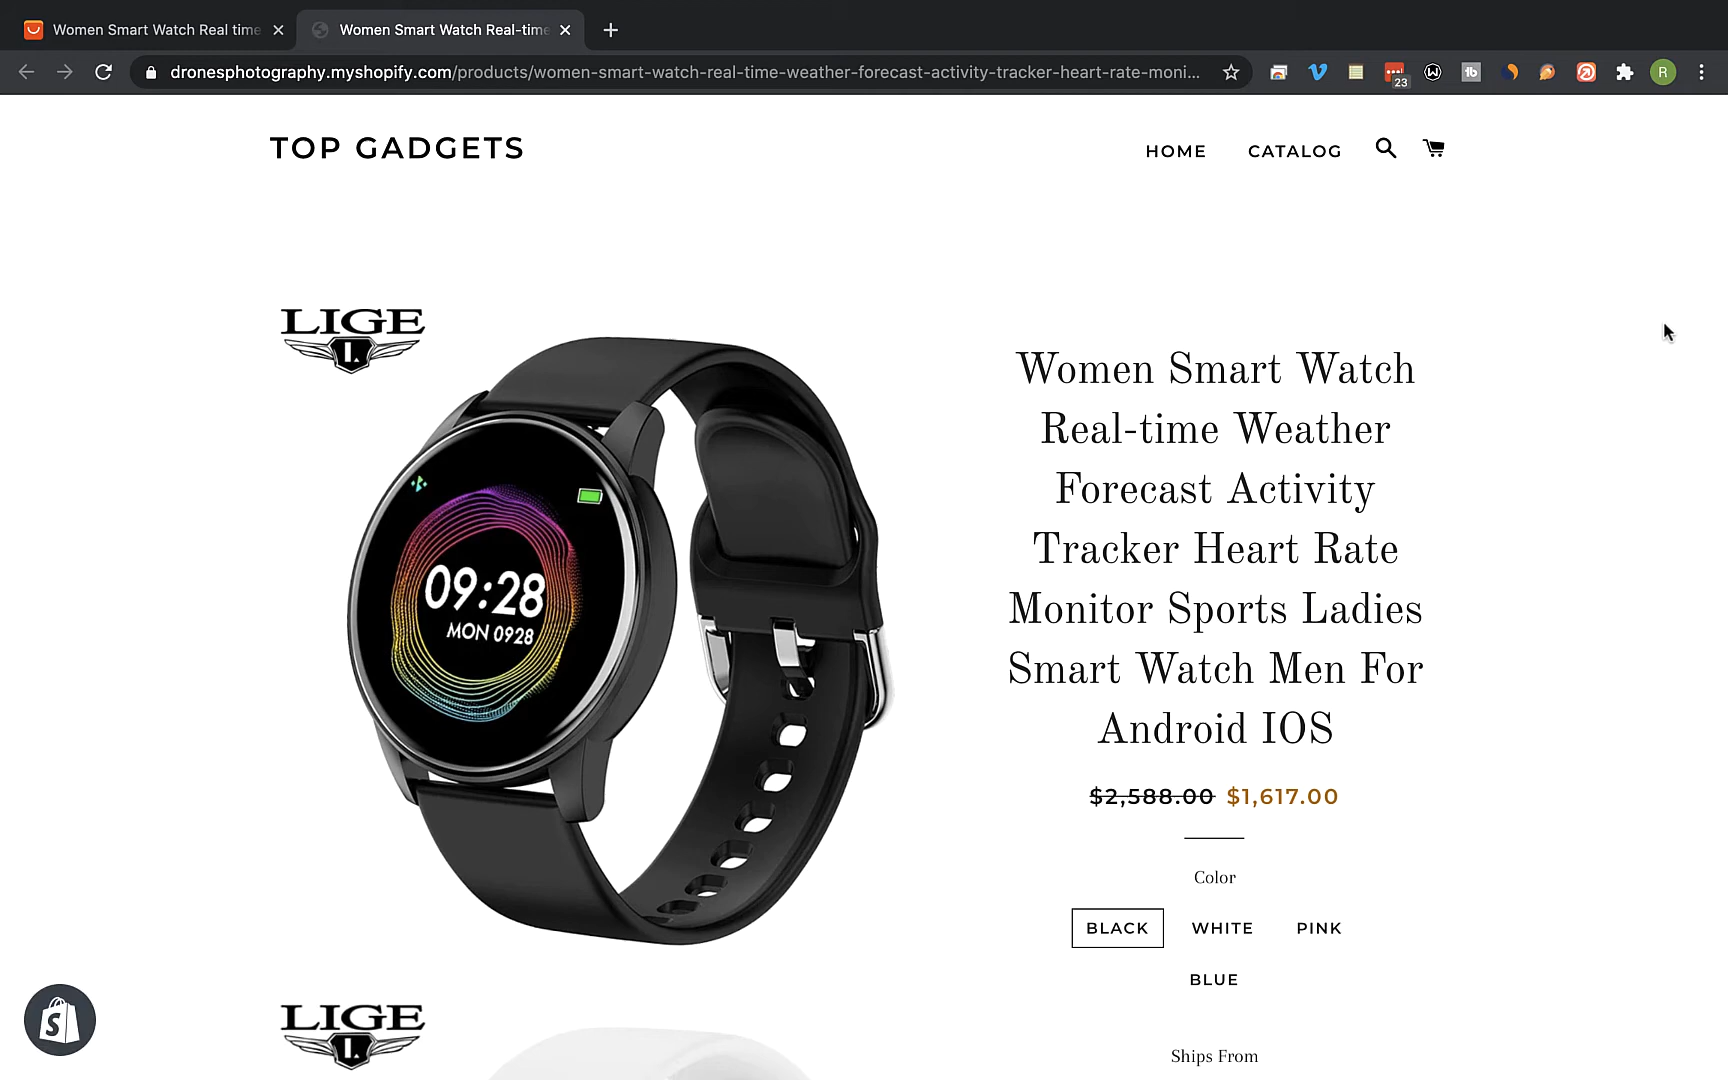 Women Smart Watch Real time
Women Smart Watch Real-time
dronesphotography.myshopify.com/products/women-smart-watch-real-time-weather-forecast-activity-tracker-heart-rate-moni...
23
R
TOP GADGETS
HOME
CATALOG
LIGE
L
09:28
MON 0928
Women Smart Watch
Real-time Weather
Forecast Activity
Tracker Heart Rate
Monitor Sports Ladies
Smart Watch Men For
Android IOS
$2,588.00 $1,617.00
Color
BLACK WHITE PINK
BLUE
LIGE
L
Ships From